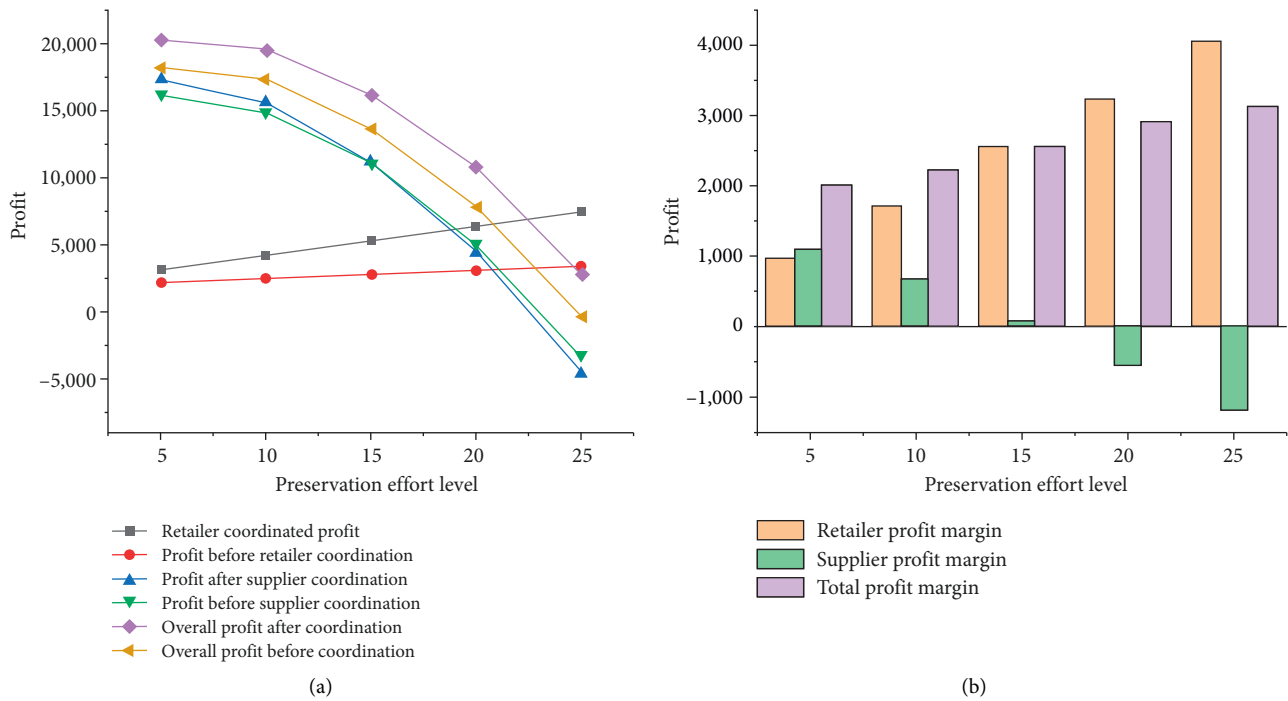 20,000
15,000
10,000
5,000
0
−5,000
Profit
5 10 15 20 25
Preservation effort level
Retailer coordinated profit
Profit before retailer coordination
Profit after supplier coordination
Profit before supplier coordination
Overall profit after coordination
Overall profit before coordination
(a)
4,000
3,000
2,000
1,000
0
−1,000
Profit
5 10 15 20 25
Preservation effort level
Retailer profit margin
Supplier profit margin
Total profit margin
(b)